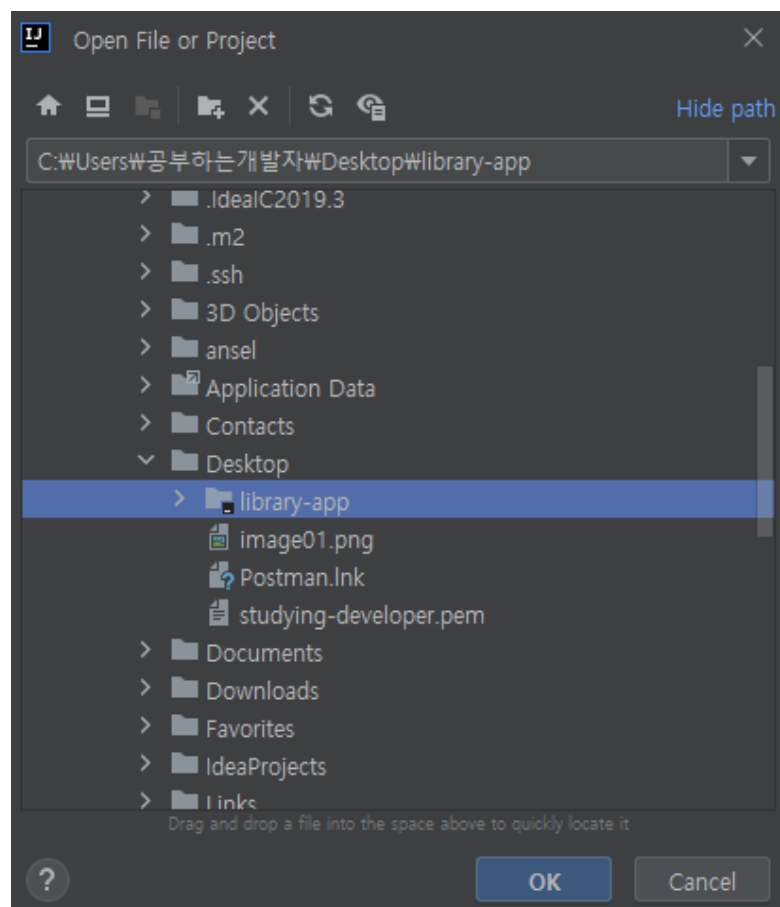 IJ
Open File or Project
Hide path
C:₩Users₩공부하는개발자₩Desktop₩library-app
.IdeaIC2019.3
.m2
.ssh
3D Objects
ansel
Application Data
Contacts
Desktop
library-app
image01.png
Postman.lnk
studying-developer.pem
Documents
Downloads
Favorites
IdeaProjects
Links
Drag and drop a file into the space above to quickly locate it
?
OK
Cancel